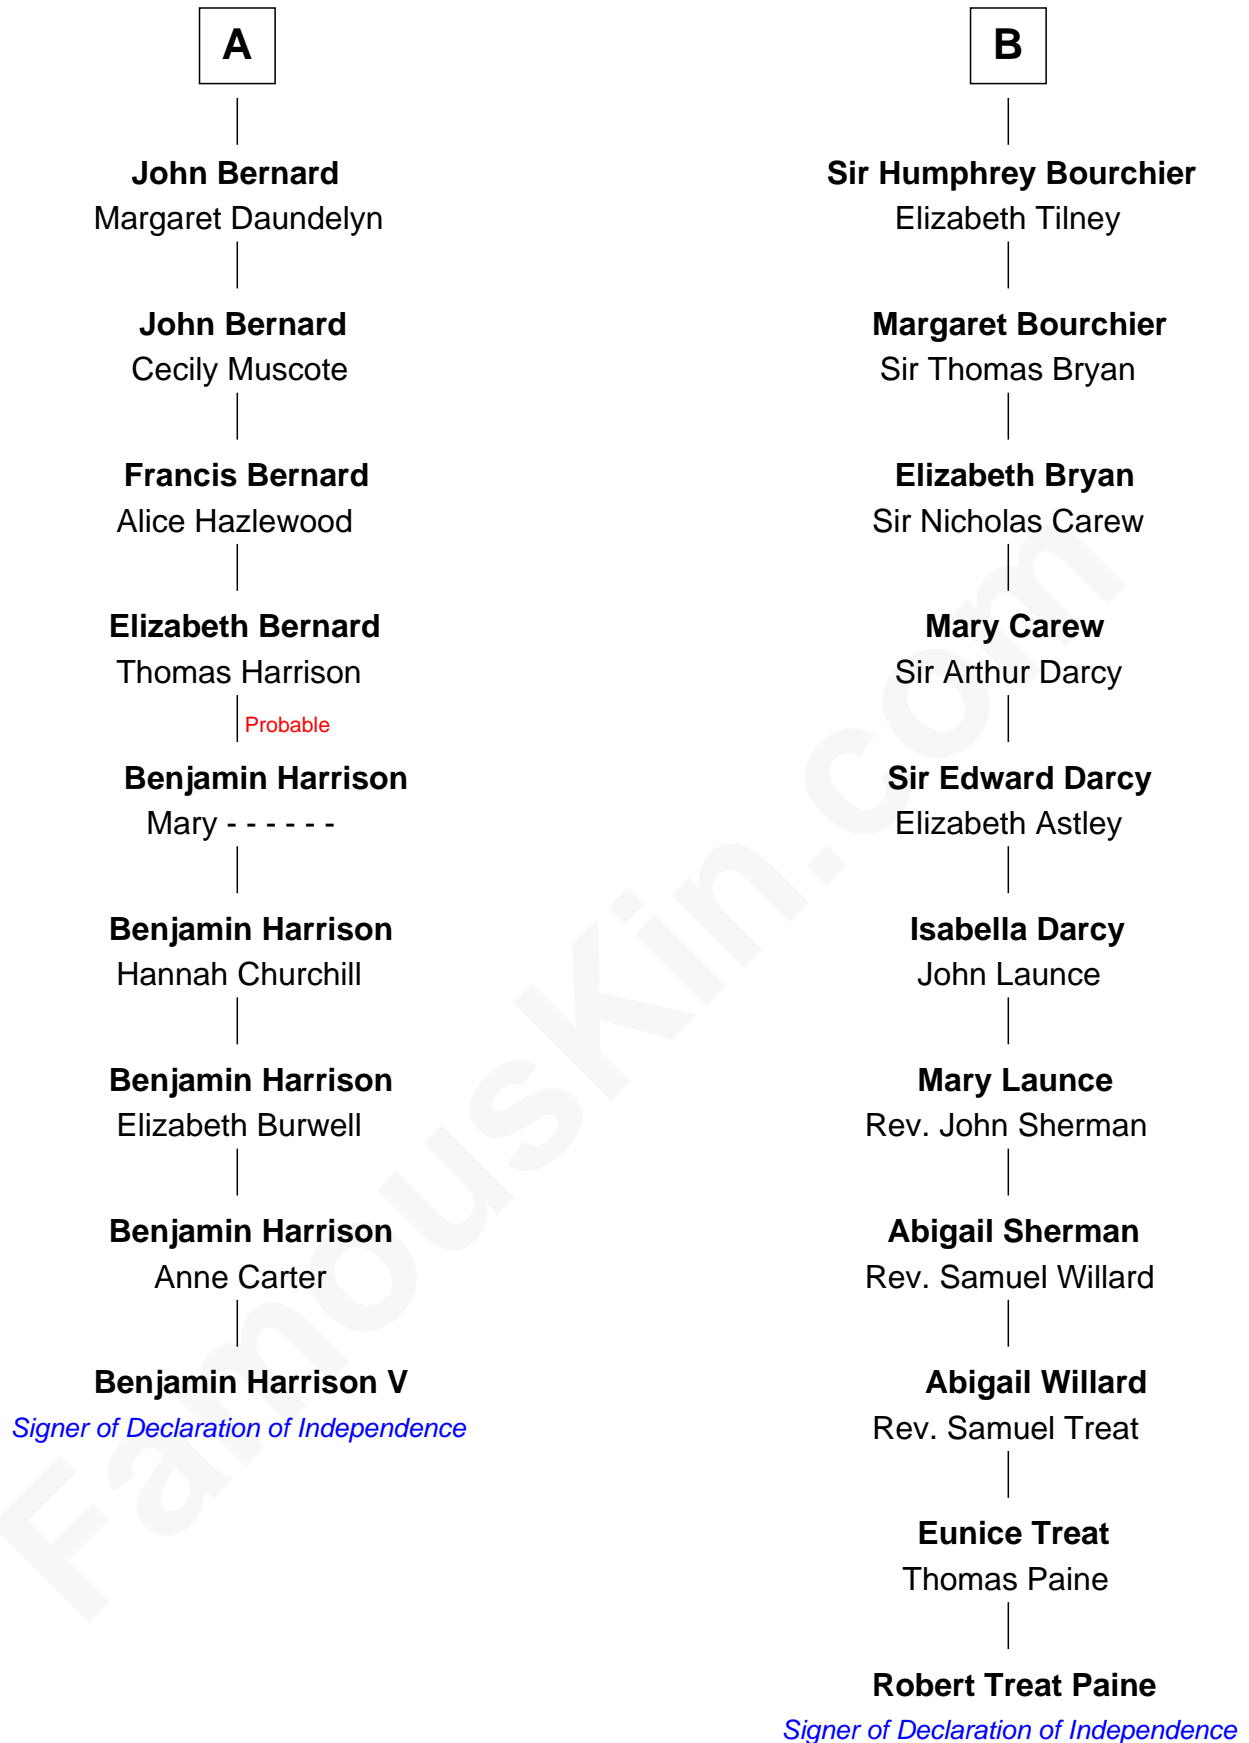 A
John Bernard
Margaret Daundelyn
John Bernard
Cecily Muscote
Francis Bernard
Alice Hazlewood
Elizabeth Bernard
Thomas Harrison
Probable
Benjamin Harrison
Mary - - - - - -
Benjamin Harrison
Hannah Churchill
Benjamin Harrison
Elizabeth Burwell
Benjamin Harrison
Anne Carter
Benjamin Harrison V
Signer of Declaration of Independence
B
Sir Humphrey Bourchier
Elizabeth Tilney
Margaret Bourchier
Sir Thomas Bryan
Elizabeth Bryan
Sir Nicholas Carew
Mary Carew
Sir Arthur Darcy
Sir Edward Darcy
Elizabeth Astley
Isabella Darcy
John Launce
Mary Launce
Rev. John Sherman
Abigail Sherman
Rev. Samuel Willard
Abigail Willard
Rev. Samuel Treat
Eunice Treat
Thomas Paine
Robert Treat Paine
Signer of Declaration of Independence
FamousKin.com